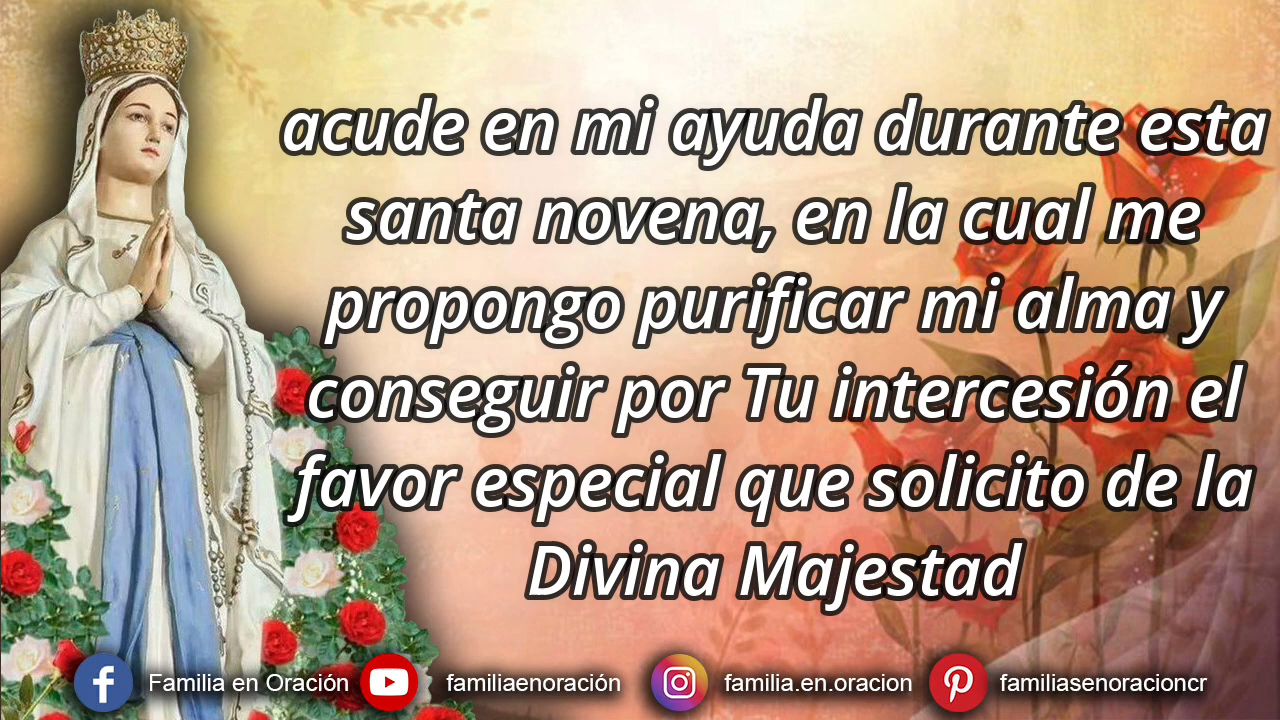 acude en mi ayuda durante esta
santa novena, en la cual me
propongo purificar mi alma y
conseguir por Tu intercesión el
favor especial que solicito de la
Divina Majestad
Familia en Oración
familiaenoración
familia.en.oracion
familiasenoracioncr